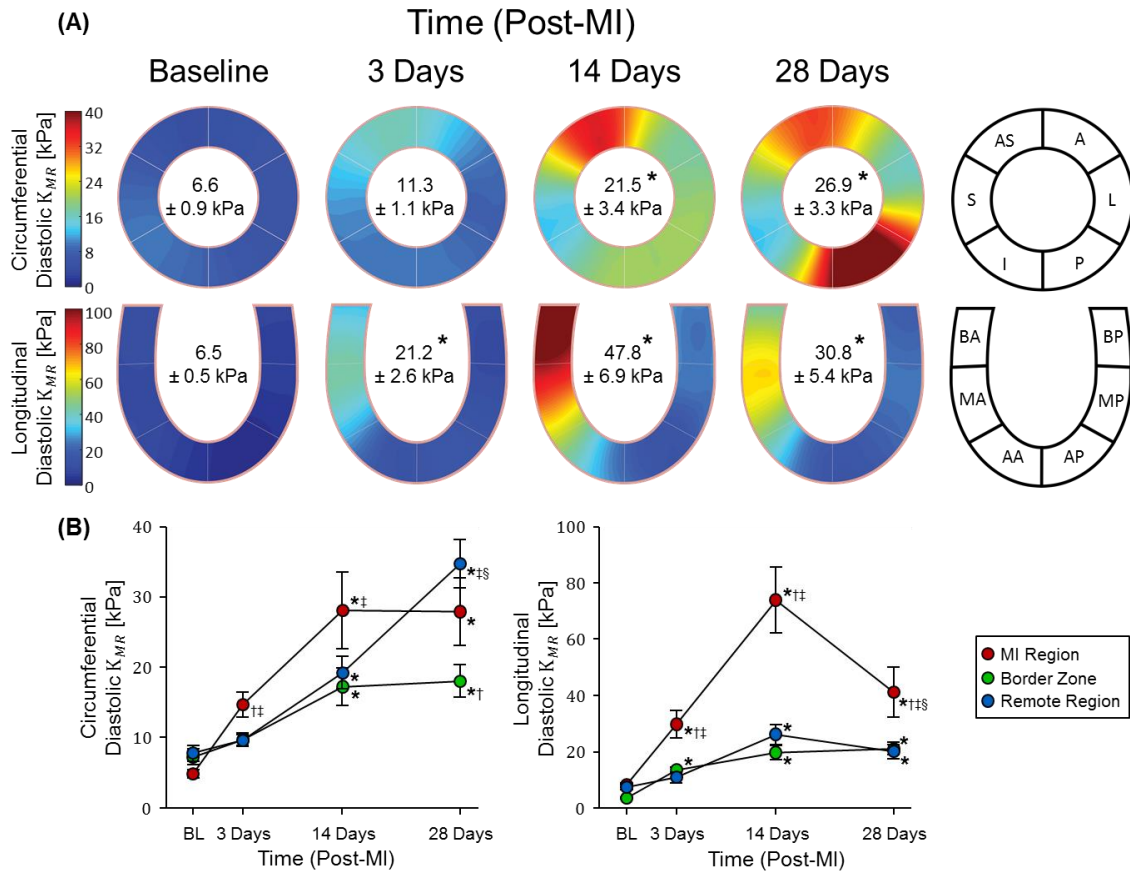 (A)
Time (Post-MI)
Baseline
3 Days
14 Days
28 Days
Circumferential
Diastolic K_MR [kPa]
40
32
24
16
8
0
6.6
± 0.9 kPa
11.3
± 1.1 kPa
21.5 *
± 3.4 kPa
26.9 *
± 3.3 kPa
AS
A
S
L
I
P
Longitudinal
Diastolic K_MR [kPa]
100
80
60
40
20
0
6.5
± 0.5 kPa
21.2 *
± 2.6 kPa
47.8 *
± 6.9 kPa
30.8 *
± 5.4 kPa
BA
BP
MA
MP
AA
AP
(B)
Circumferential
Diastolic K_MR [kPa]
40
30
20
10
0
†‡
*‡
*
*
*‡§
*
*†
BL
3 Days
14 Days
28 Days
Time (Post-MI)
Longitudinal
Diastolic K_MR [kPa]
100
80
60
40
20
0
*†‡
*
*†‡
*
*
*†‡§
*
*
BL
3 Days
14 Days
28 Days
Time (Post-MI)
MI Region
Border Zone
Remote Region